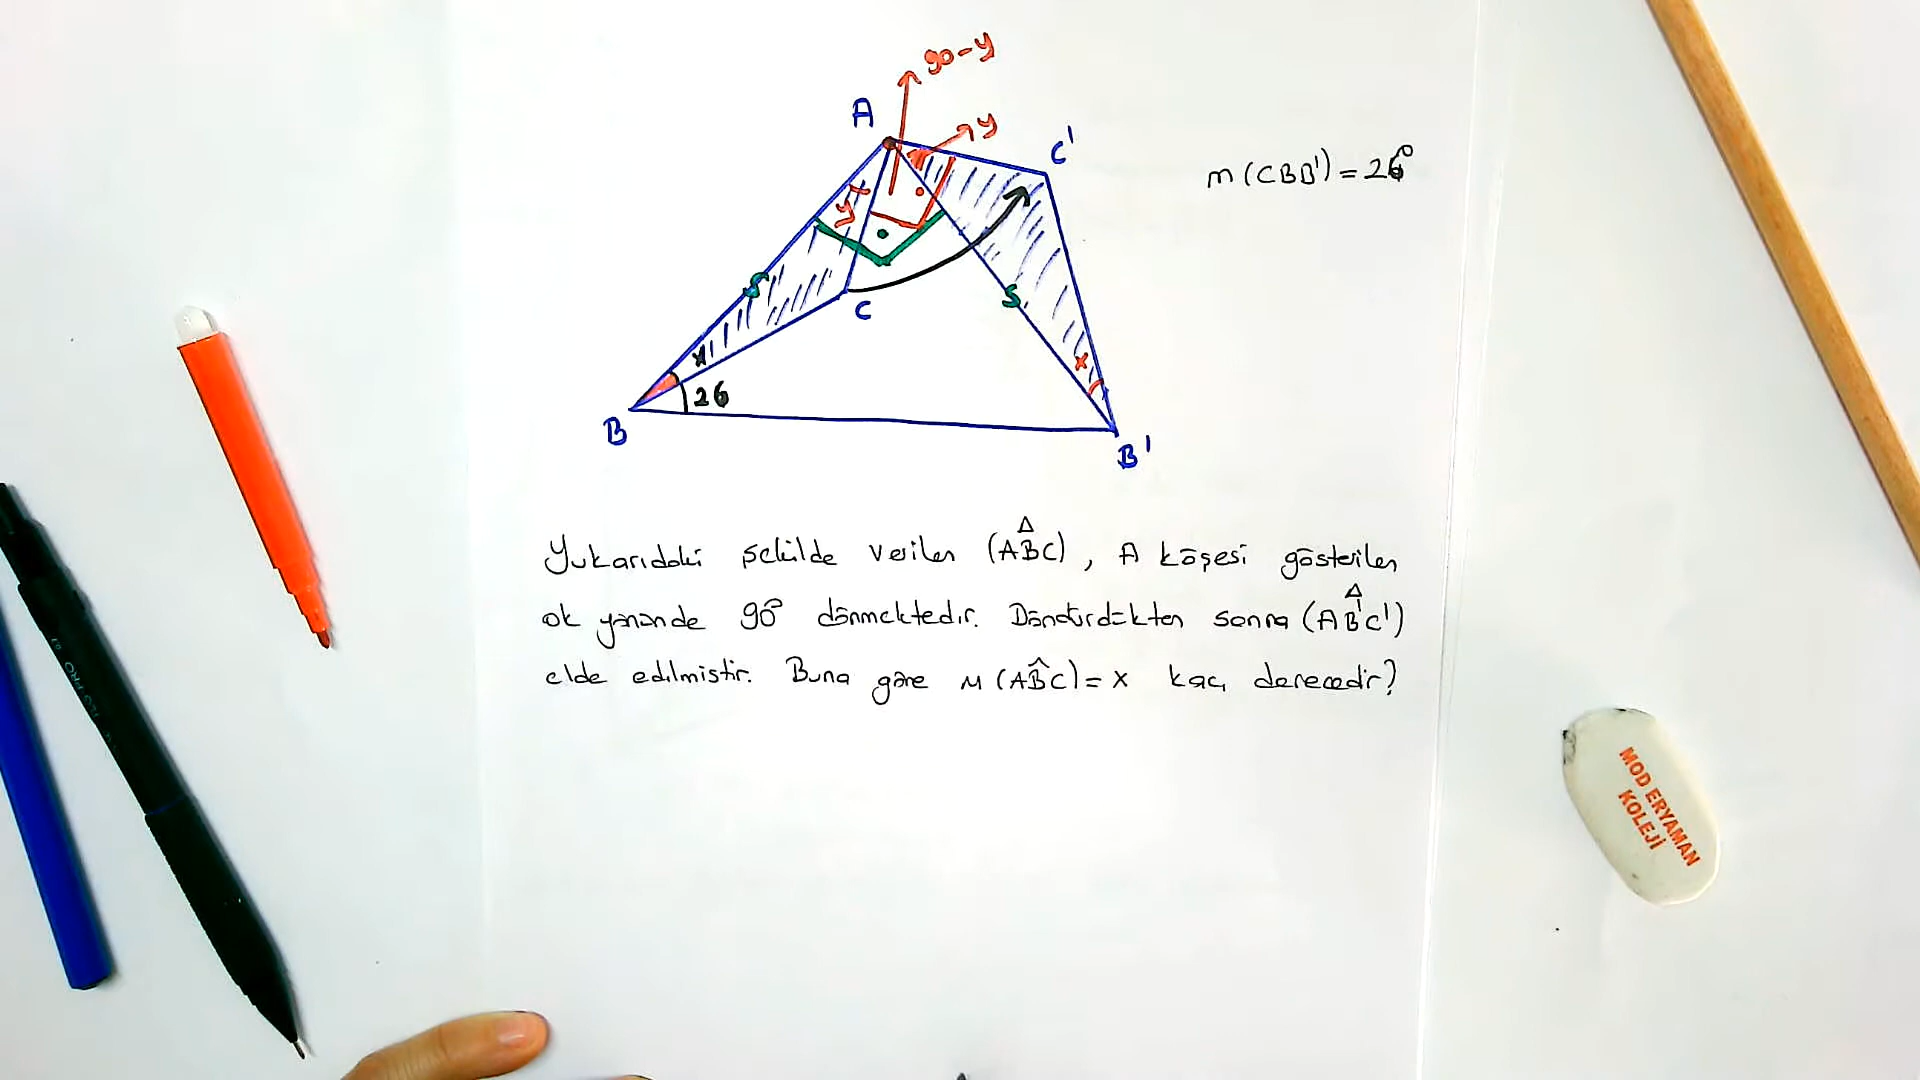 90-y
A
y
C'
m(CBB')=26°
y
S
S
C
x
x
26
B
B'
Yukarıdaki şekilde verilen (ABC), A köşesi gösterilen
ok yönünde 90° dönmektedir. Döndürdükten sonra (AB'C')
elde edilmiştir. Buna göre m(ABC)=x kaç derecedir?
MOD ERYAMAN
KOLEJİ